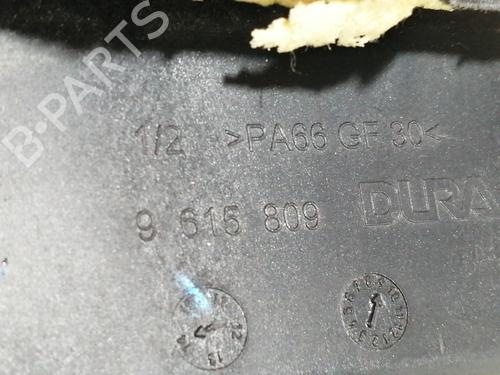 B-PARTS
1/2 >PA66 GF 30<
9 615 809 DURA